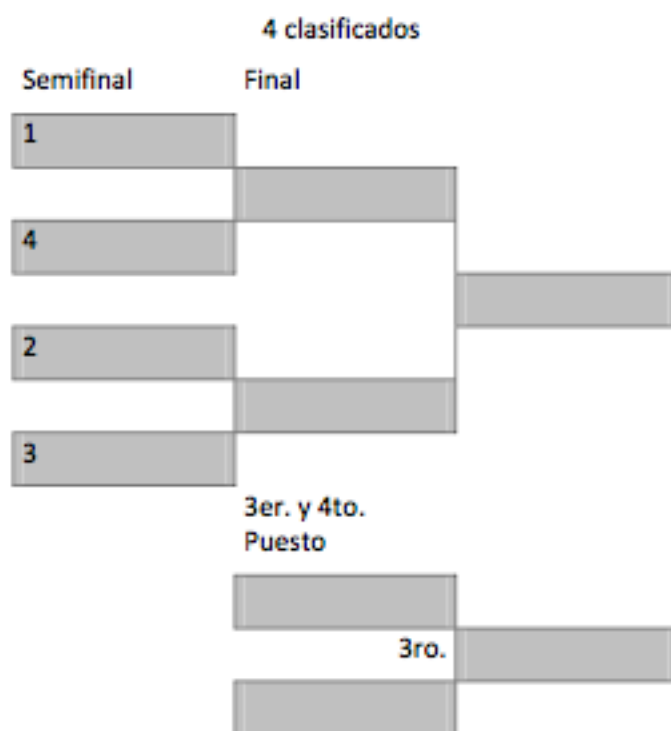 4 clasificados
Semifinal Final
1
4
2
3
3er. y 4to.
Puesto
3ro.